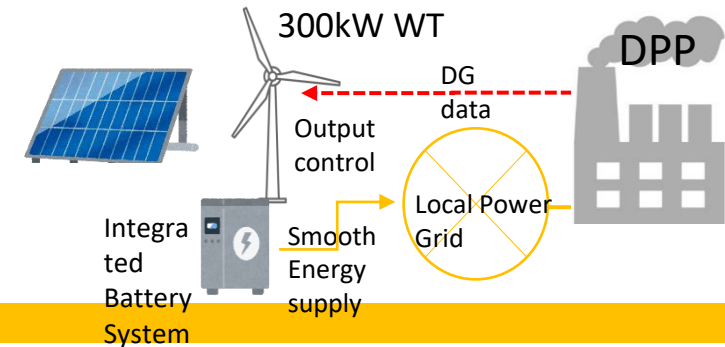 300kW WT
DPP
DG
data
Output
control
Local Power
Grid
Integra
ted
Battery
System
Smooth
Energy
supply